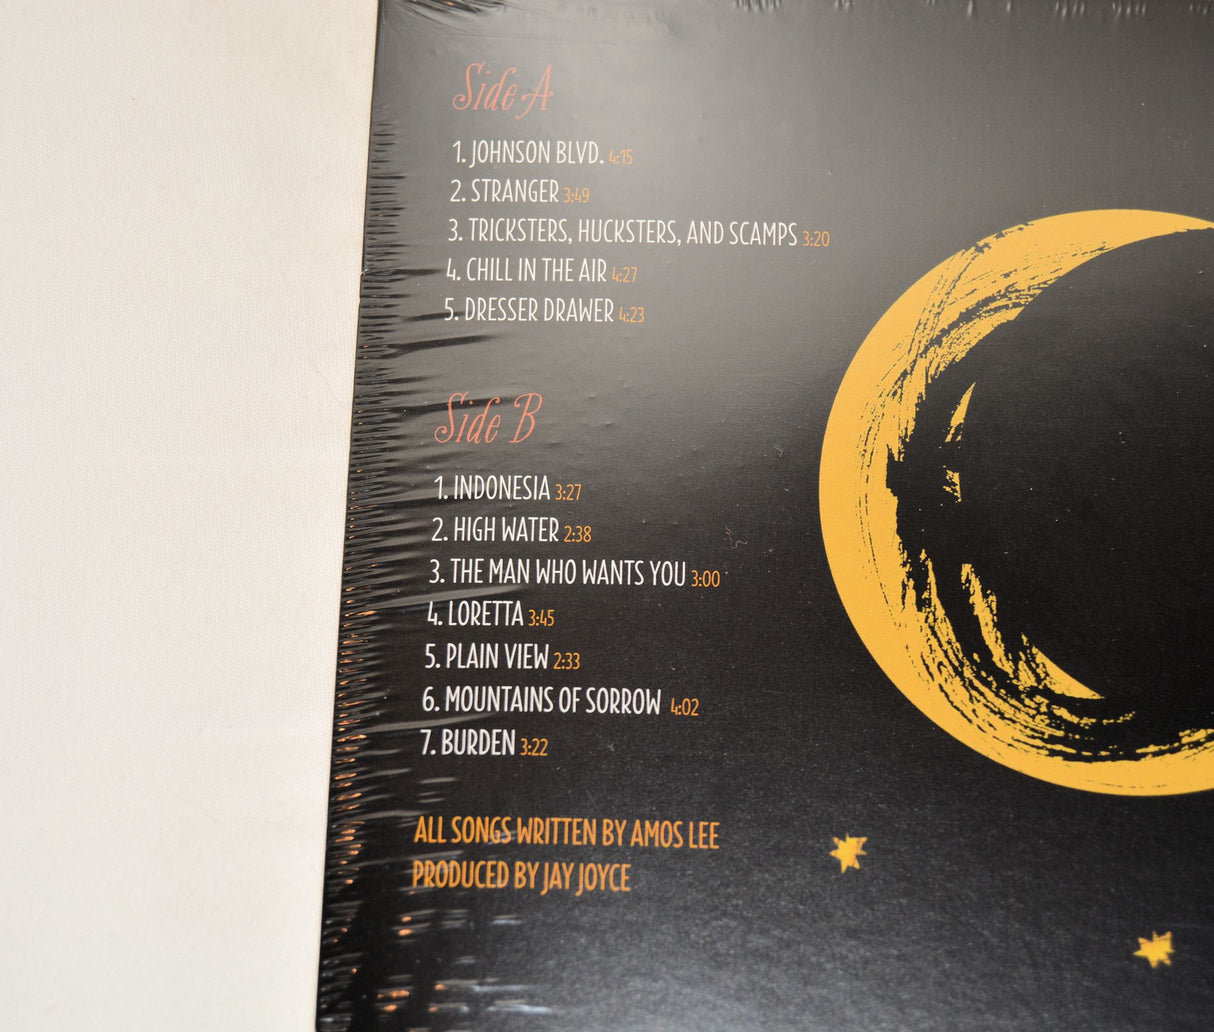 Side A
1. JOHNSON BLVD. 4:15
2. STRANGER 3:49
3. TRICKSTERS, HUCKSTERS, AND SCAMPS 3:20
4. CHILL IN THE AIR 4:27
5. DRESSER DRAWER 4:23
Side B
1. INDONESIA 3:27
2. HIGH WATER 2:38
3. THE MAN WHO WANTS YOU 3:00
4. LORETTA 3:45
5. PLAIN VIEW 2:33
6. MOUNTAINS OF SORROW 4:02
7. BURDEN 3:22
ALL SONGS WRITTEN BY AMOS LEE
PRODUCED BY JAY JOYCE